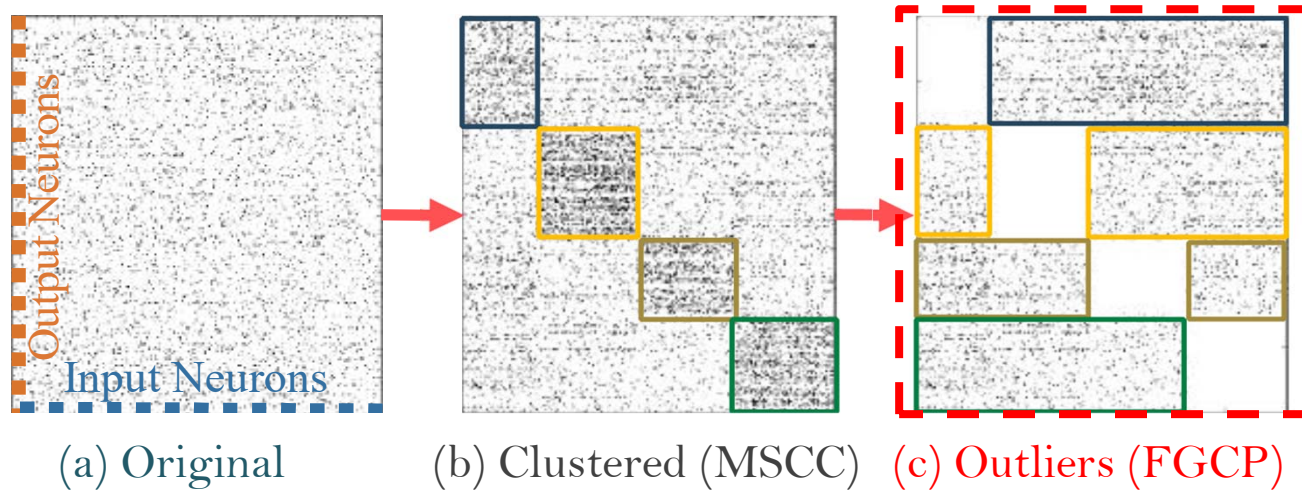 Output Neurons
Input Neurons
(a) Original
(b) Clustered (MSCC)
(c) Outliers (FGCP)